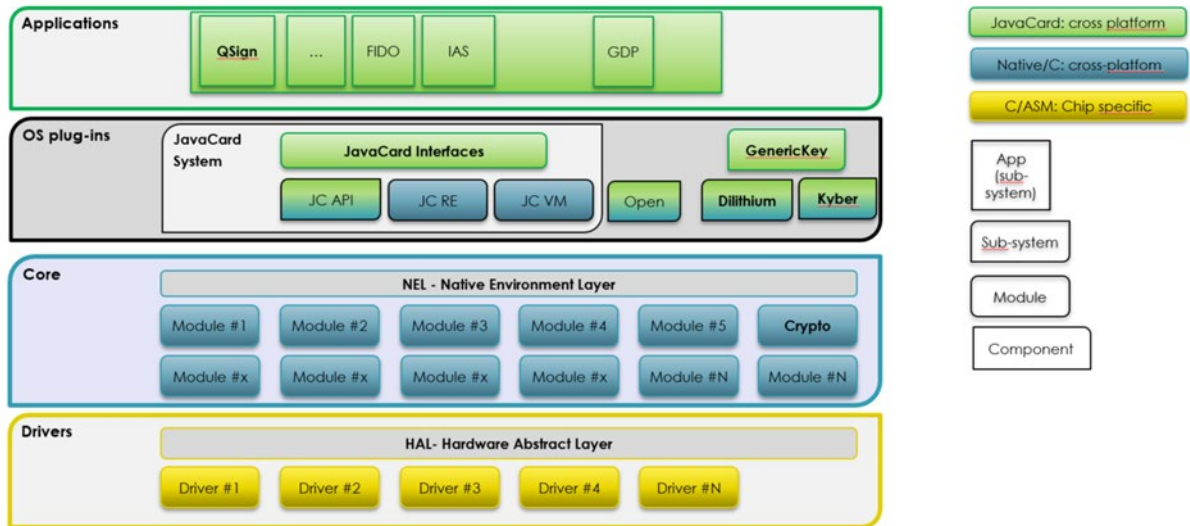 Applications
QSign
...
FIDO
IAS
GDP
OS plug-ins
JavaCard
System
JavaCard Interfaces
GenericKey
JC API
JC RE
JC VM
Open
Dilithium
Kyber
Core
NEL - Native Environment Layer
Module #1
Module #2
Module #3
Module #4
Module #5
Crypto
Module #x
Module #x
Module #x
Module #x
Module #N
Module #N
Drivers
HAL- Hardware Abstract Layer
Driver #1
Driver #2
Driver #3
Driver #4
Driver #N
JavaCard: cross platform
Native/C: cross-platfom
C/ASM: Chip specific
App
(sub-
system)
Sub-system
Module
Component